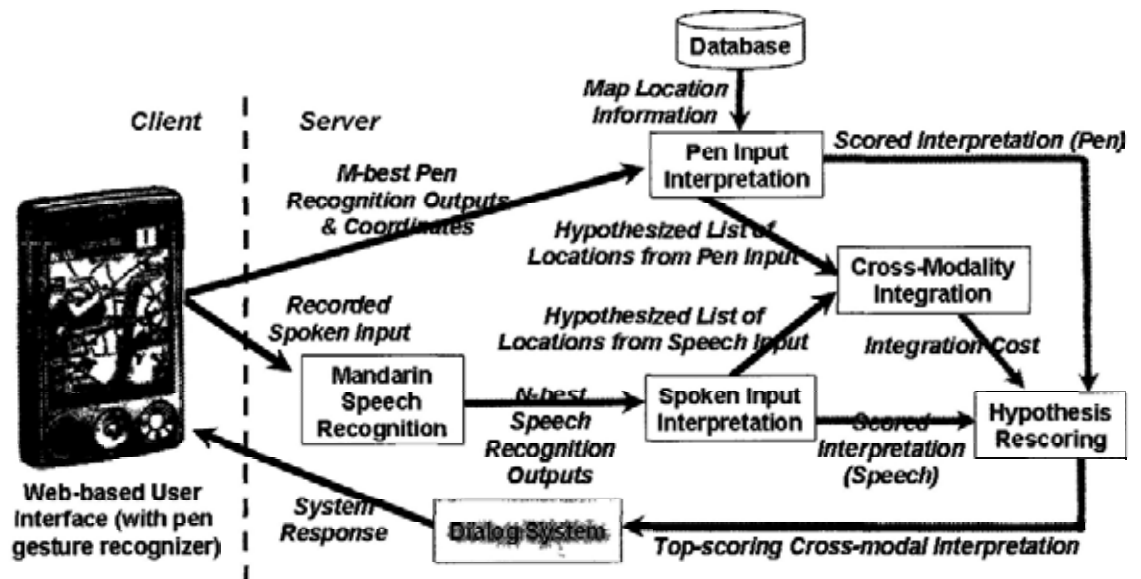 Database
Map Location
Information
Client
Server
Scored Interpretation (Pen)
Pen Input
Interpretation
M-best Pen
Recognition Outputs
& Coordinates
Hypothesized List of
Locations from Pen Input
Cross-Modality
Integration
Recorded
Spoken Input
Hypothesized List of
Locations from Speech Input
Integration Cost
Mandarin
Speech
Recognition
N-best
Speech
Recognition
Outputs
Spoken Input
Interpretation
Scored
Interpretation
(Speech)
Hypothesis
Rescoring
Web-based User
Interface (with pen
gesture recognizer)
System
Response
Dialog System
Top-scoring Cross-modal Interpretation